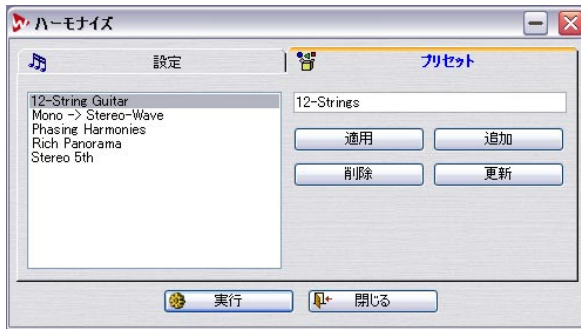 ハーモナイズ
設定
プリセット
12-String Guitar
Mono -> Stereo-Wave
Phasing Harmonies
Rich Panorama
Stereo 5th
12-Strings
適用 追加
削除 更新
実行 閉じる